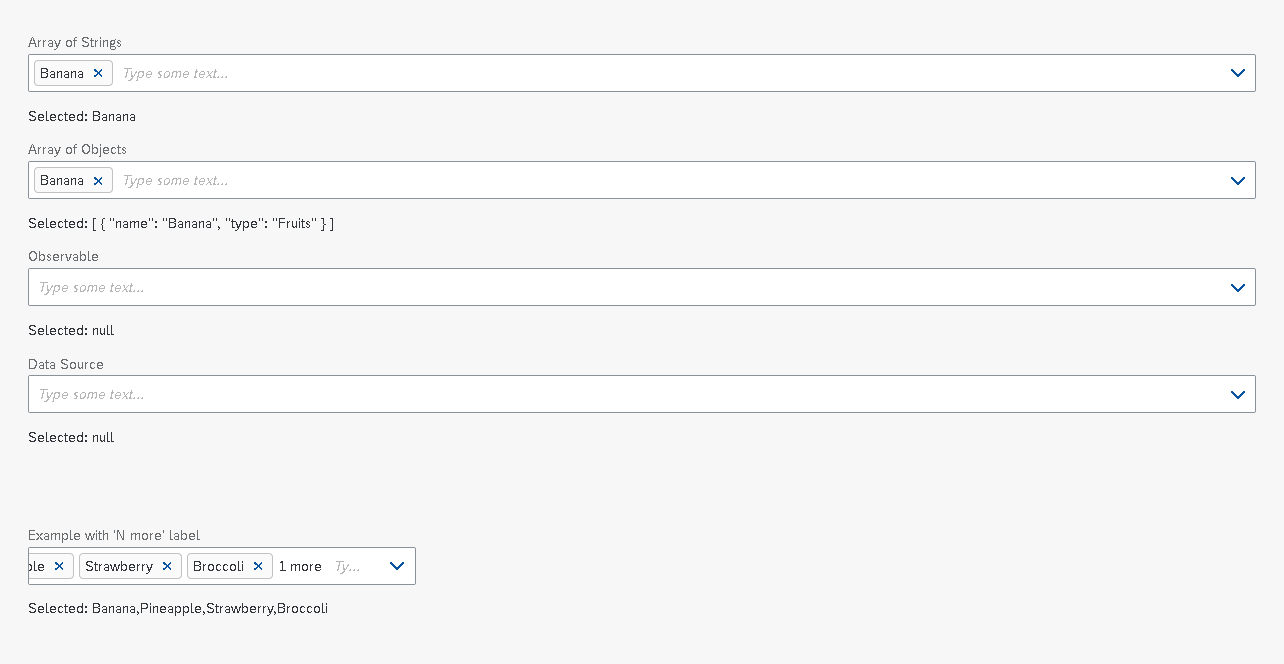 Array of Strings
Banana Type some text...
Selected: Banana
Array of Objects
Banana Type some text...
Selected: [ { "name": "Banana", "type": "Fruits" } ]
Observable
Type some text...
Selected: null
Data Source
Type some text...
Selected: null
Example with 'N more' label
ple Strawberry Broccoli 1 more Ty...
Selected: Banana,Pineapple,Strawberry,Broccoli